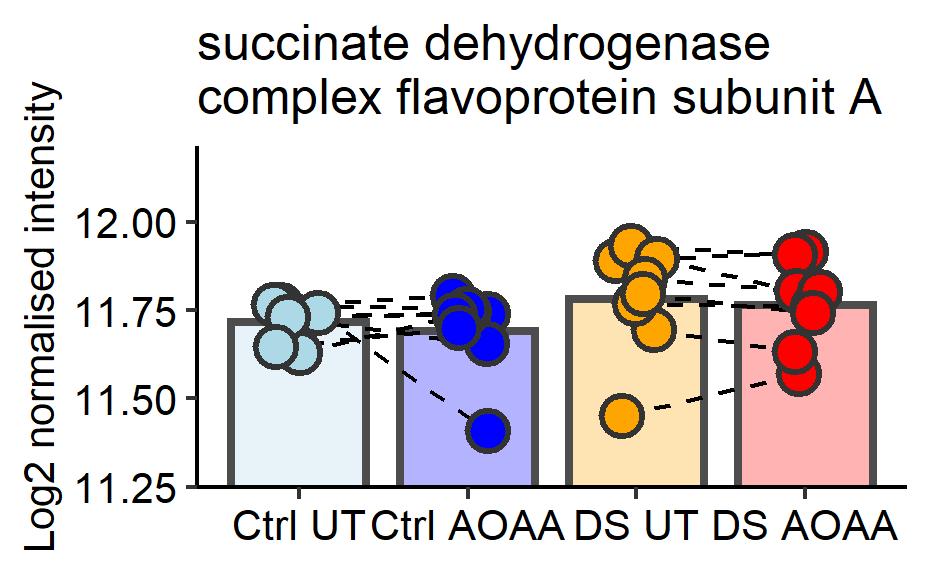 succinate dehydrogenase
complex flavoprotein subunit A
Log2 normalised intensity
12.00
11.75
11.50
11.25
Ctrl UT Ctrl AOAA DS UT DS AOAA